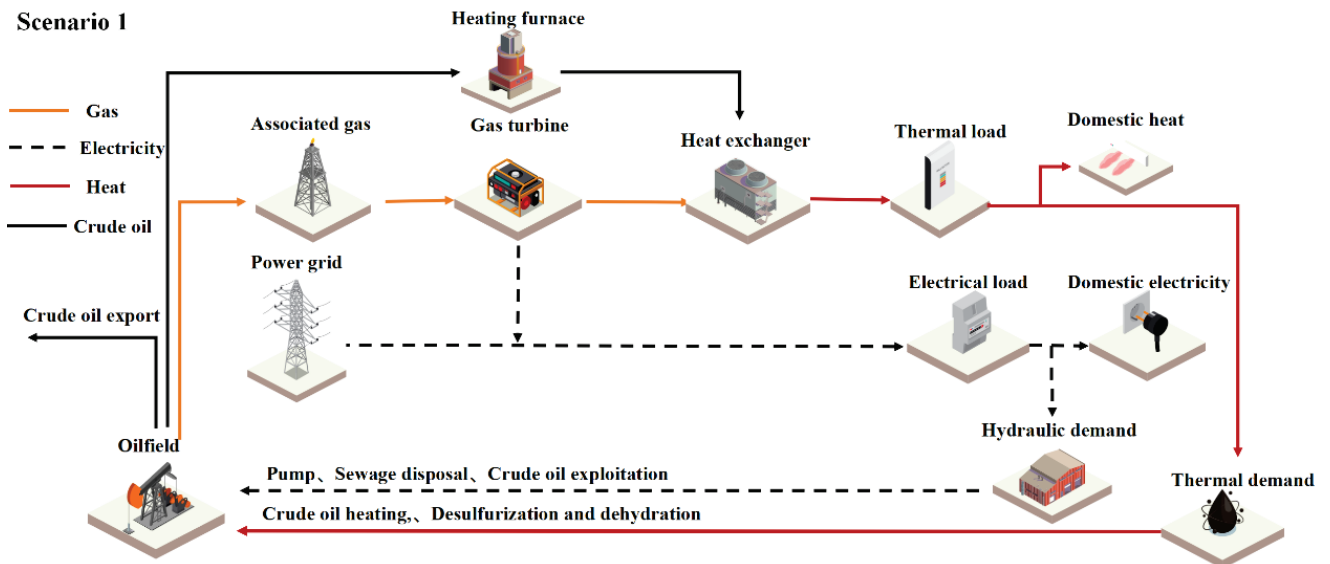 Scenario 1
Heating furnace
Gas
Electricity
Heat
Crude oil
Associated gas
Gas turbine
Heat exchanger
Thermal load
Domestic heat
Power grid
Electrical load
Domestic electricity
Crude oil export
Oilfield
Hydraulic demand
Pump、Sewage disposal、Crude oil exploitation
Thermal demand
Crude oil heating,、Desulfurization and dehydration